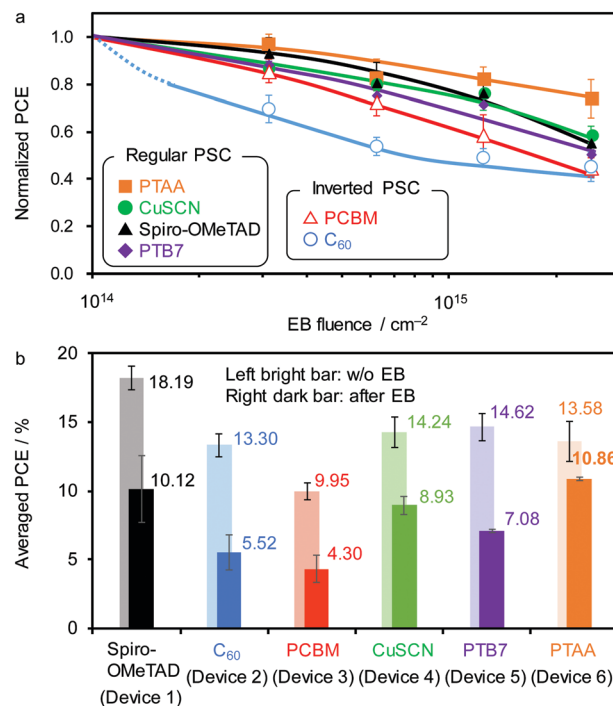 a
Normalized PCE
1.0
0.8
0.6
0.4
0.2
0.0
Regular PSC
PTAA
CuSCN
Spiro-OMeTAD
PTB7
Inverted PSC
PCBM
C₆₀
10¹⁴
10¹⁵
EB fluence / cm⁻²
b
Averaged PCE / %
20
15
10
5
0
Left bright bar: w/o EB
Right dark bar: after EB
18.19
10.12
13.30
5.52
9.95
4.30
14.24
8.93
14.62
7.08
13.58
10.86
Spiro-
OMeTAD
(Device 1)
C₆₀
(Device 2)
PCBM
(Device 3)
CuSCN
(Device 4)
PTB7
(Device 5)
PTAA
(Device 6)